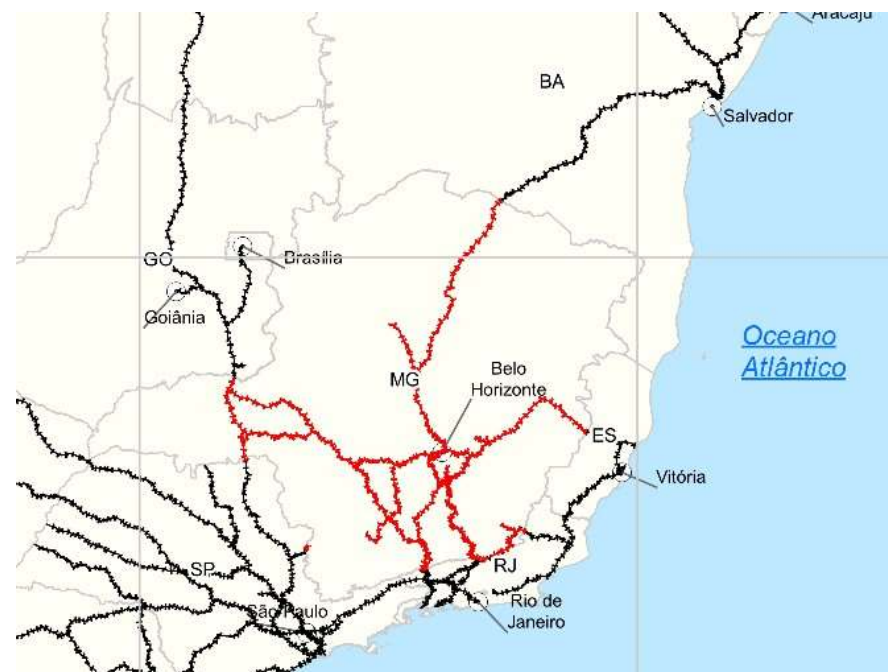 Aracaju
BA
Salvador
GO
Brasília
Goiânia
Oceano
Atlântico
Belo
Horizonte
MG
ES
Vitória
SP
RJ
Rio de
Janeiro
São Paulo